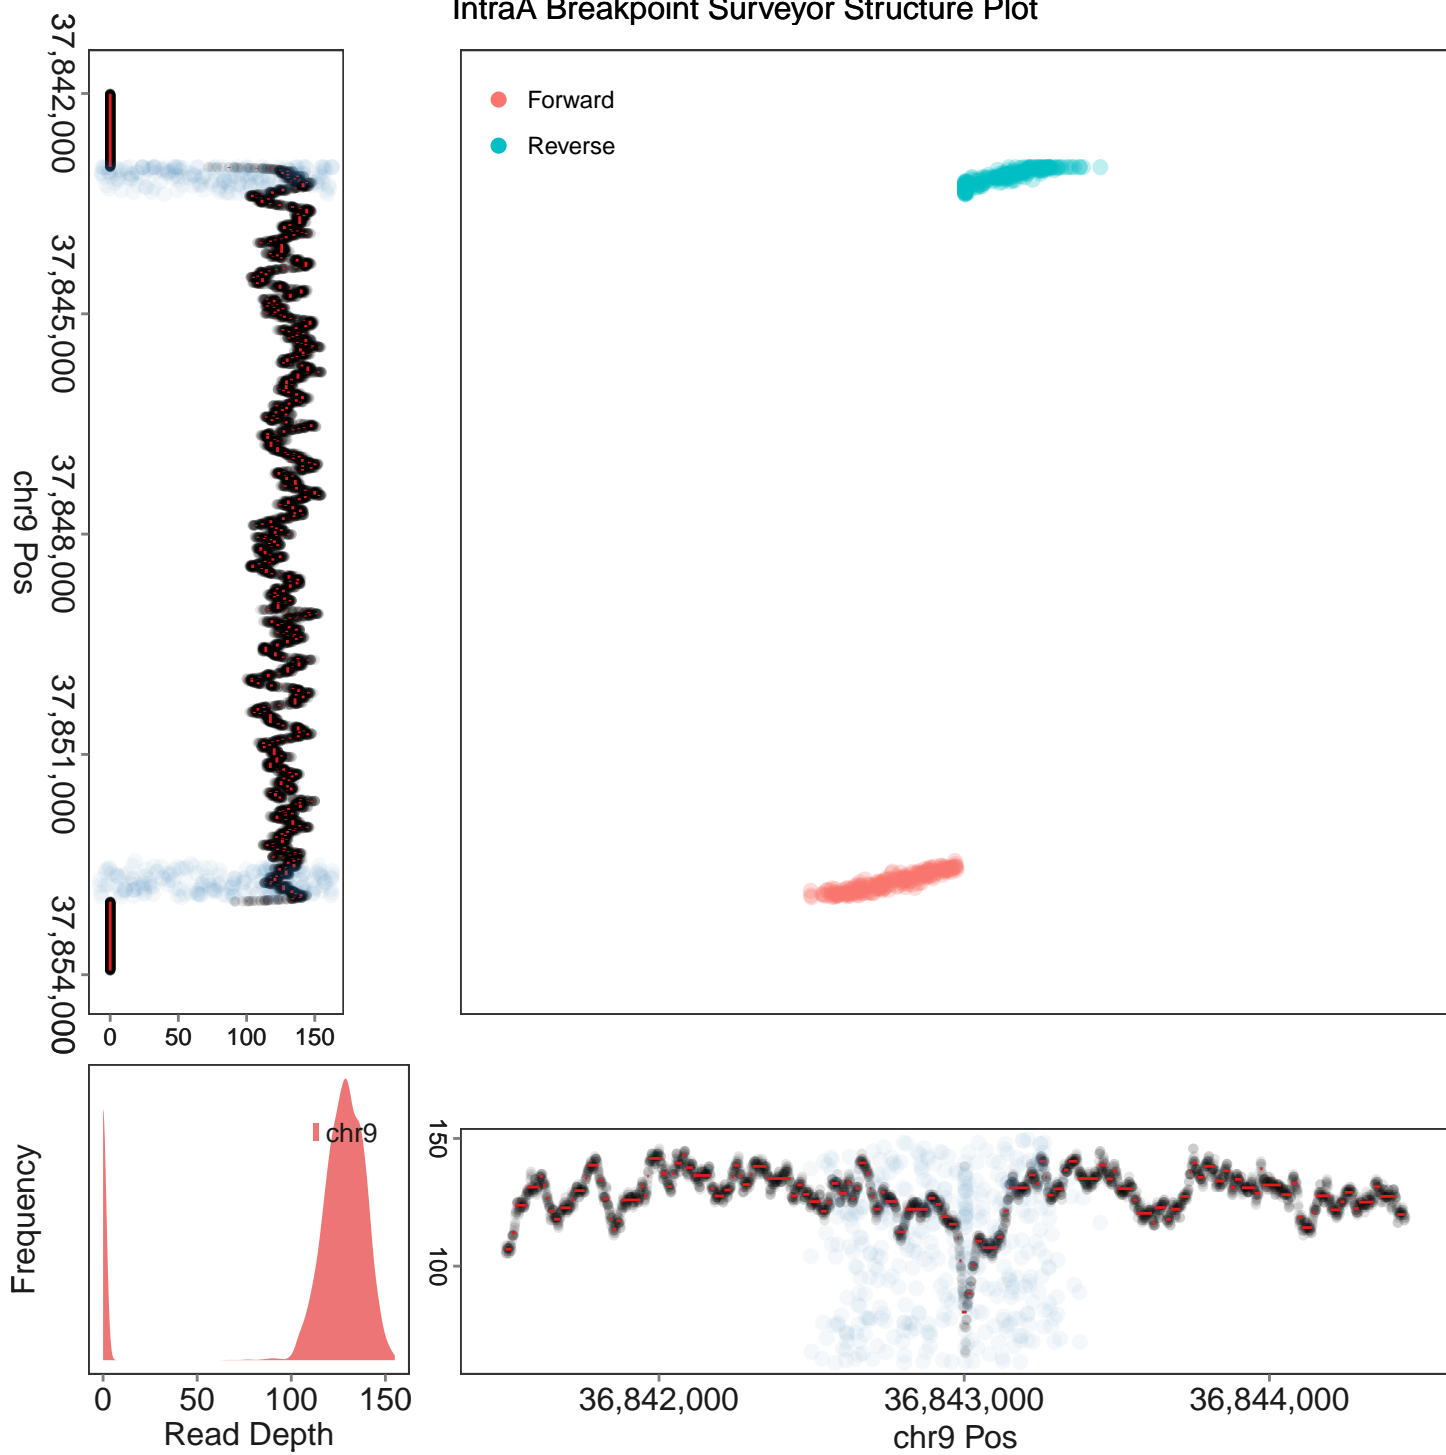 IntraA Breakpoint Surveyor Structure Plot
Forward
Reverse
37,842,000
37,845,000
37,848,000
37,851,000
37,854,000
chr9 Pos
0 50 100 150
chr9
Frequency
0 50 100 150
Read Depth
150
100
36,842,000 36,843,000 36,844,000
chr9 Pos